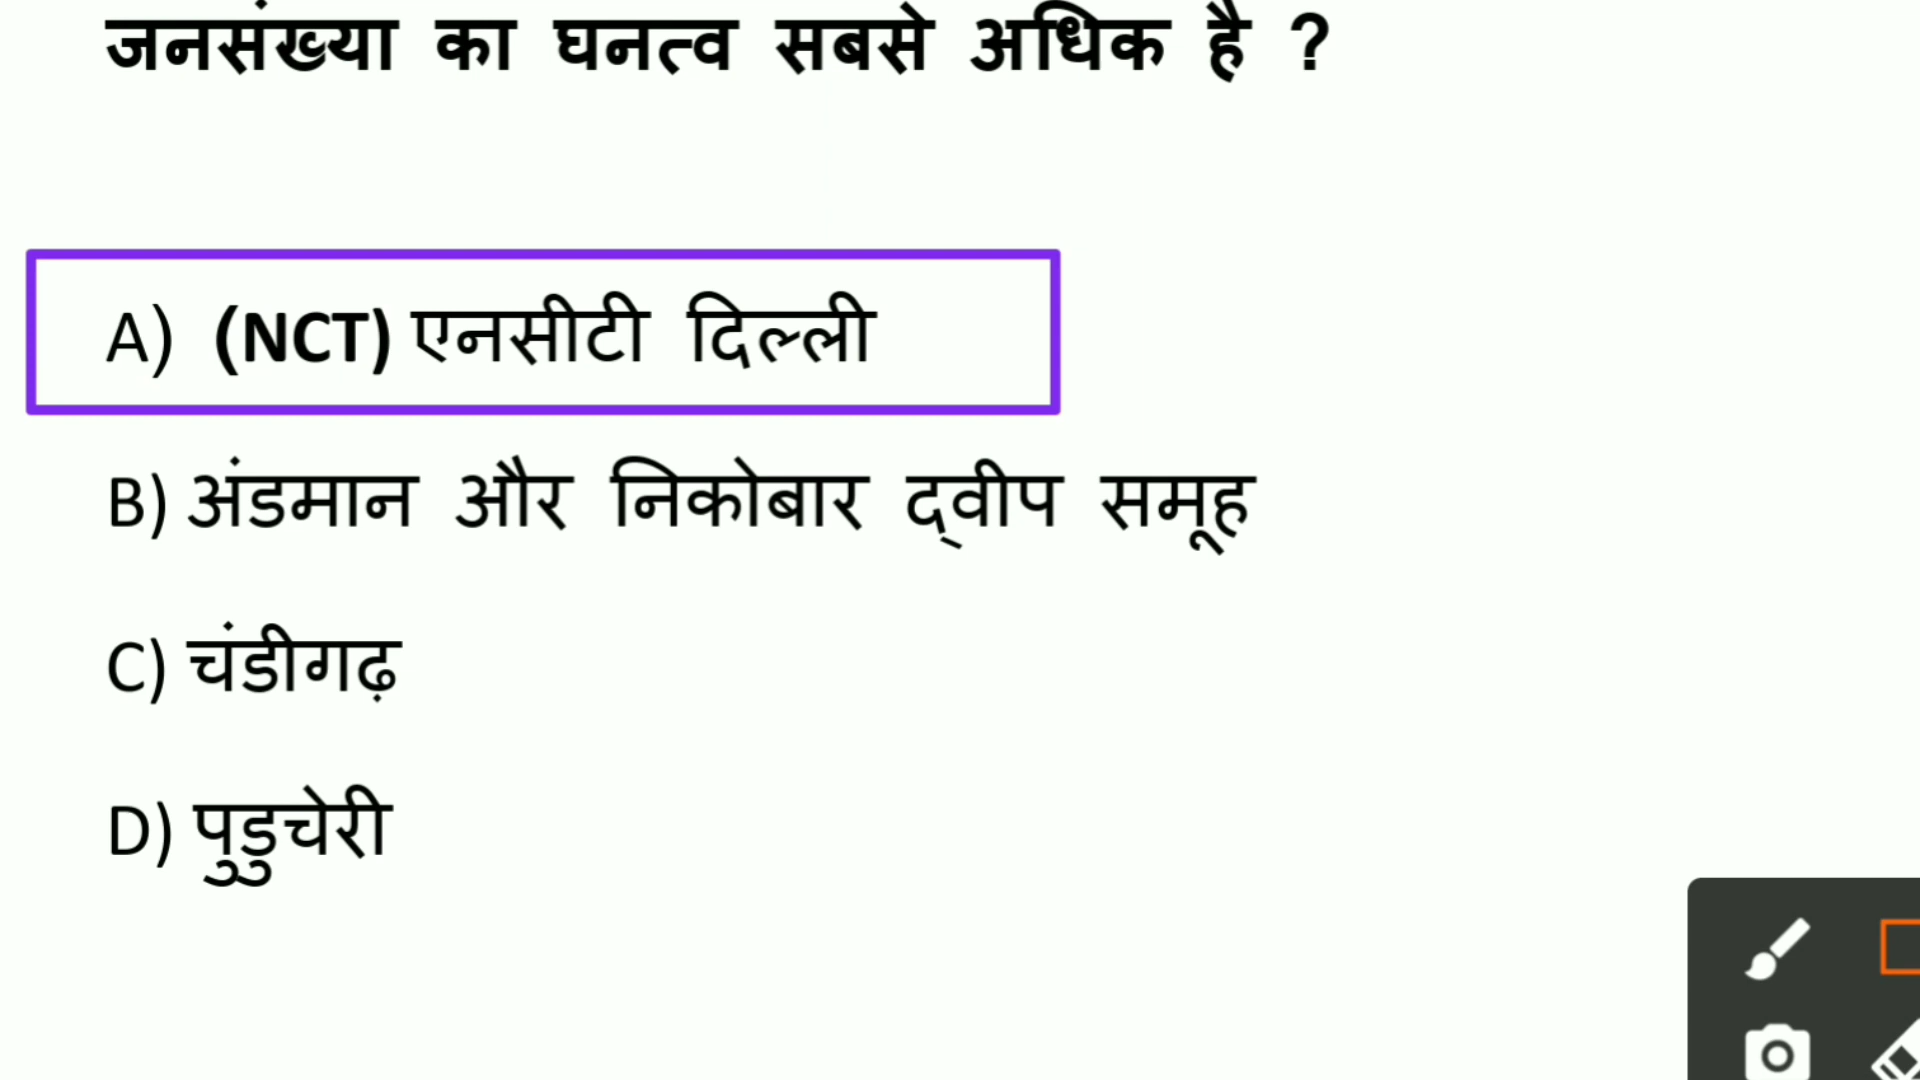 जनसंख्या का घनत्व सबसे अधिक है ?
A) (NCT) एनसीटी दिल्ली
B) अंडमान और निकोबार द्वीप समूह
C) चंडीगढ़
D) पुडुचेरी